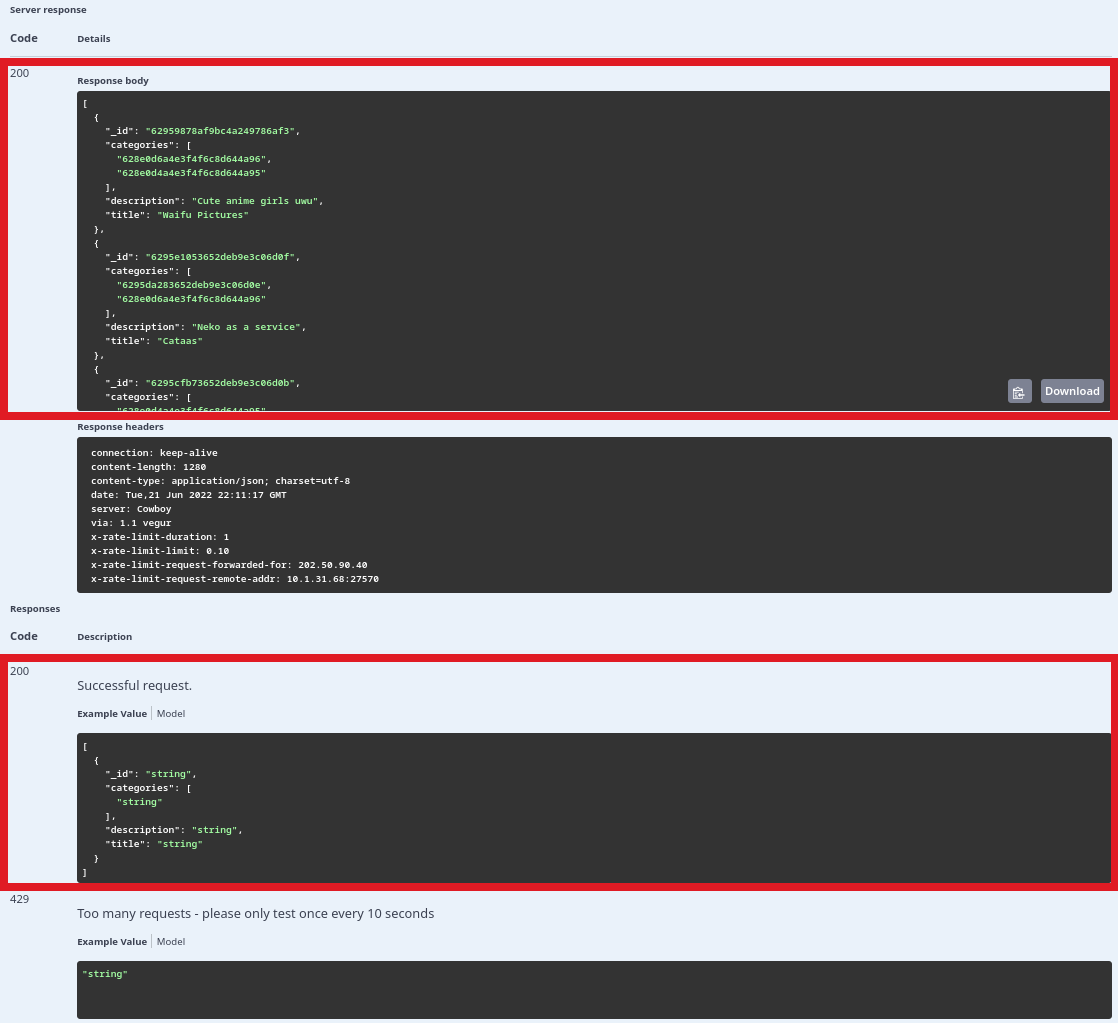 Server response
Code Details
200
Response body
[
  {
    "_id": "62959878af9bc4a249786af3",
    "categories": [
      "628e0d6a4e3f4f6c8d644a96",
      "628e0d4a4e3f4f6c8d644a95"
    ],
    "description": "Cute anime girls uwu",
    "title": "Waifu Pictures"
  },
  {
    "_id": "6295e1053652deb9e3c06d0f",
    "categories": [
      "6295da283652deb9e3c06d0e",
      "628e0d6a4e3f4f6c8d644a96"
    ],
    "description": "Neko as a service",
    "title": "Cataas"
  },
  {
    "_id": "6295cfb73652deb9e3c06d0b",
    "categories": [
      "628e0d4a4e3f4f6c8d644a95"
Download
Response headers
connection: keep-alive
content-length: 1280
content-type: application/json; charset=utf-8
date: Tue,21 Jun 2022 22:11:17 GMT
server: Cowboy
via: 1.1 vegur
x-rate-limit-duration: 1
x-rate-limit-limit: 0.10
x-rate-limit-request-forwarded-for: 202.50.90.40
x-rate-limit-request-remote-addr: 10.1.31.68:27570
Responses
Code Description
200
Successful request.
Example Value Model
[
  {
    "_id": "string",
    "categories": [
      "string"
    ],
    "description": "string",
    "title": "string"
  }
]
429
Too many requests - please only test once every 10 seconds
Example Value Model
"string"